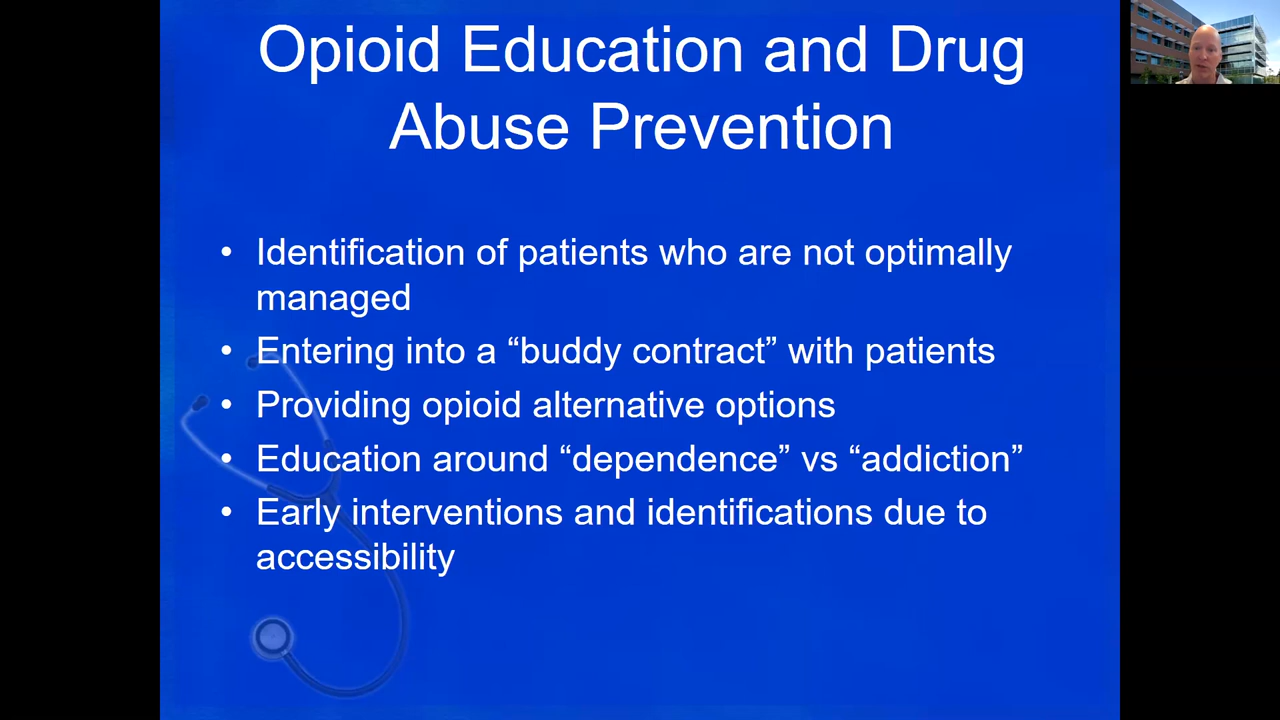 Opioid Education and Drug
Abuse Prevention
• Identification of patients who are not optimally
managed
• Entering into a “buddy contract” with patients
• Providing opioid alternative options
• Education around “dependence” vs “addiction”
• Early interventions and identifications due to
accessibility